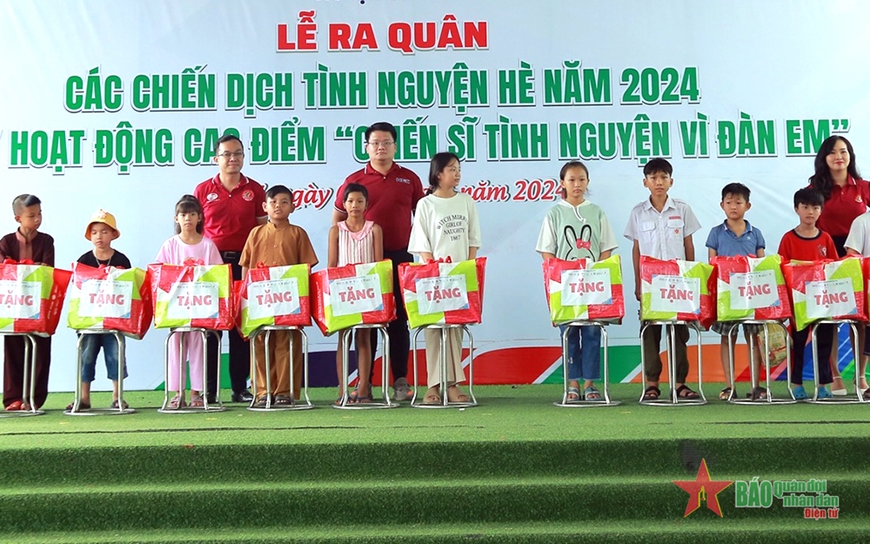 LỄ RA QUÂN
CÁC CHIẾN DỊCH TÌNH NGUYỆN HÈ NĂM 2024
HOẠT ĐỘNG CAO ĐIỂM “CHIẾN SĨ TÌNH NGUYỆN VÌ ĐÀN EM”
ngày năm 2024
TẶNG
TẶNG
TẶNG
TẶNG
TẶNG
TẶNG
TẶNG
TẶNG
TẶNG
BÁO Quân đội
nhân dân
Điện tử